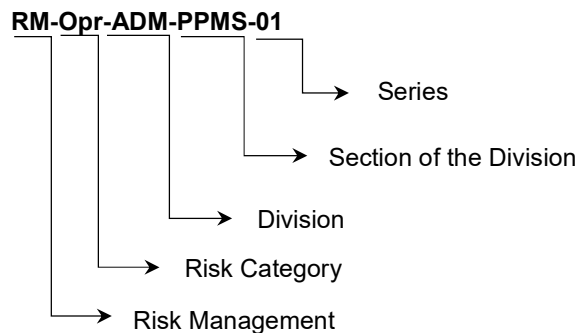 RM-Opr-ADM-PPMS-01
Series
Section of the Division
Division
Risk Category
Risk Management